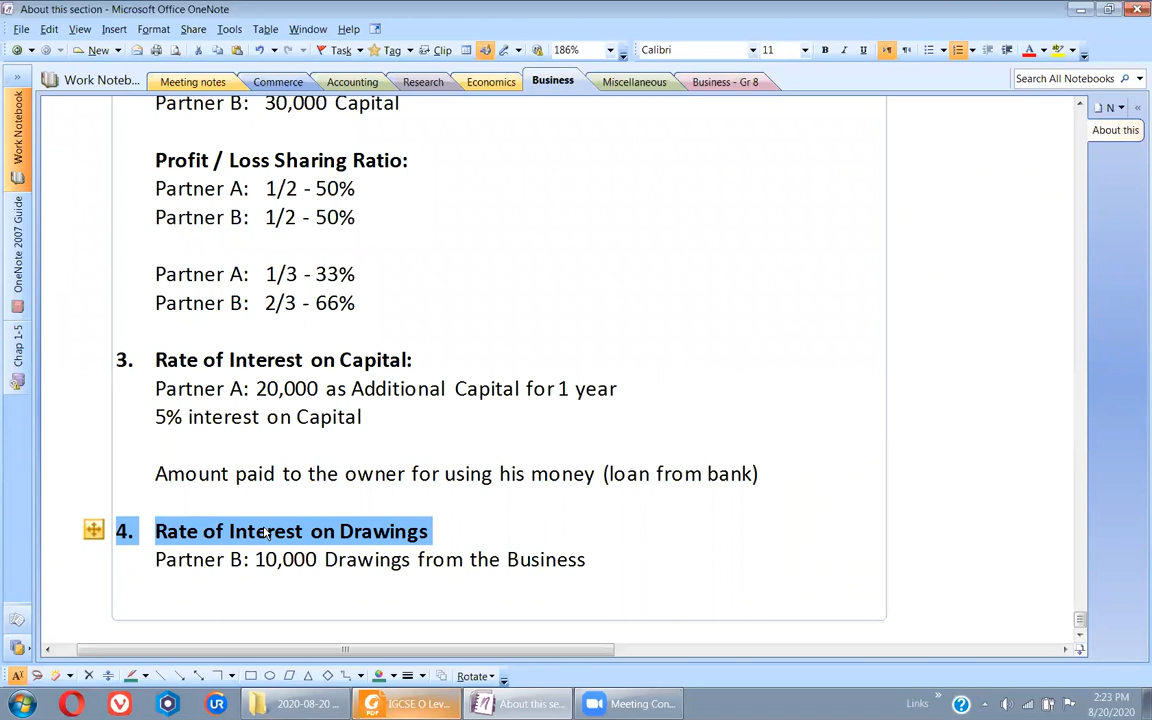 About this section - Microsoft Office OneNote
File Edit View Insert Format Share Tools Table Window Help
New Task Tag Clip 186% Calibri 11 B I U A
Work Noteb... Meeting notes Commerce Accounting Research Economics Business Miscellaneous Business - Gr 8 Search All Notebooks
N
About this
Work Notebook
OneNote 2007 Guide
Chap 1-5
Partner B: 30,000 Capital
Profit / Loss Sharing Ratio:
Partner A: 1/2 - 50%
Partner B: 1/2 - 50%
Partner A: 1/3 - 33%
Partner B: 2/3 - 66%
3. Rate of Interest on Capital:
Partner A: 20,000 as Additional Capital for 1 year
5% interest on Capital
Amount paid to the owner for using his money (loan from bank)
4. Rate of Interest on Drawings
Partner B: 10,000 Drawings from the Business
Rotate
2020-08-20 ... IGCSE O Lev... About this se... Meeting Con... Links 2:23 PM
8/20/2020